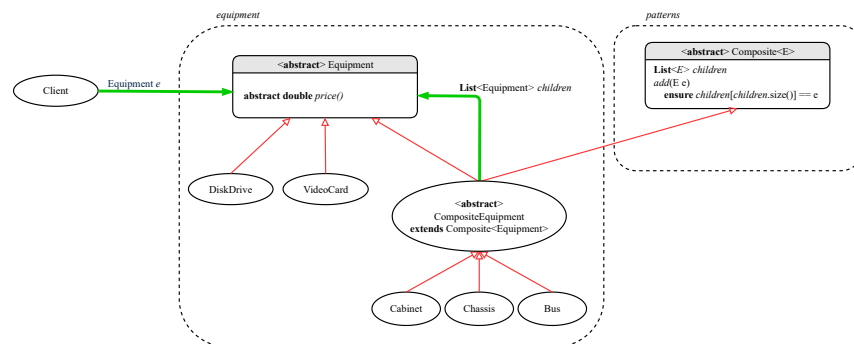 equipment
patterns
<abstract> Equipment
abstract double price()
<abstract> Composite<E>
List<E> children
add(E e)
ensure children[children.size()] == e
Client
Equipment e
List<Equipment> children
DiskDrive
VideoCard
<abstract>
CompositeEquipment
extends Composite<Equipment>
Cabinet
Chassis
Bus